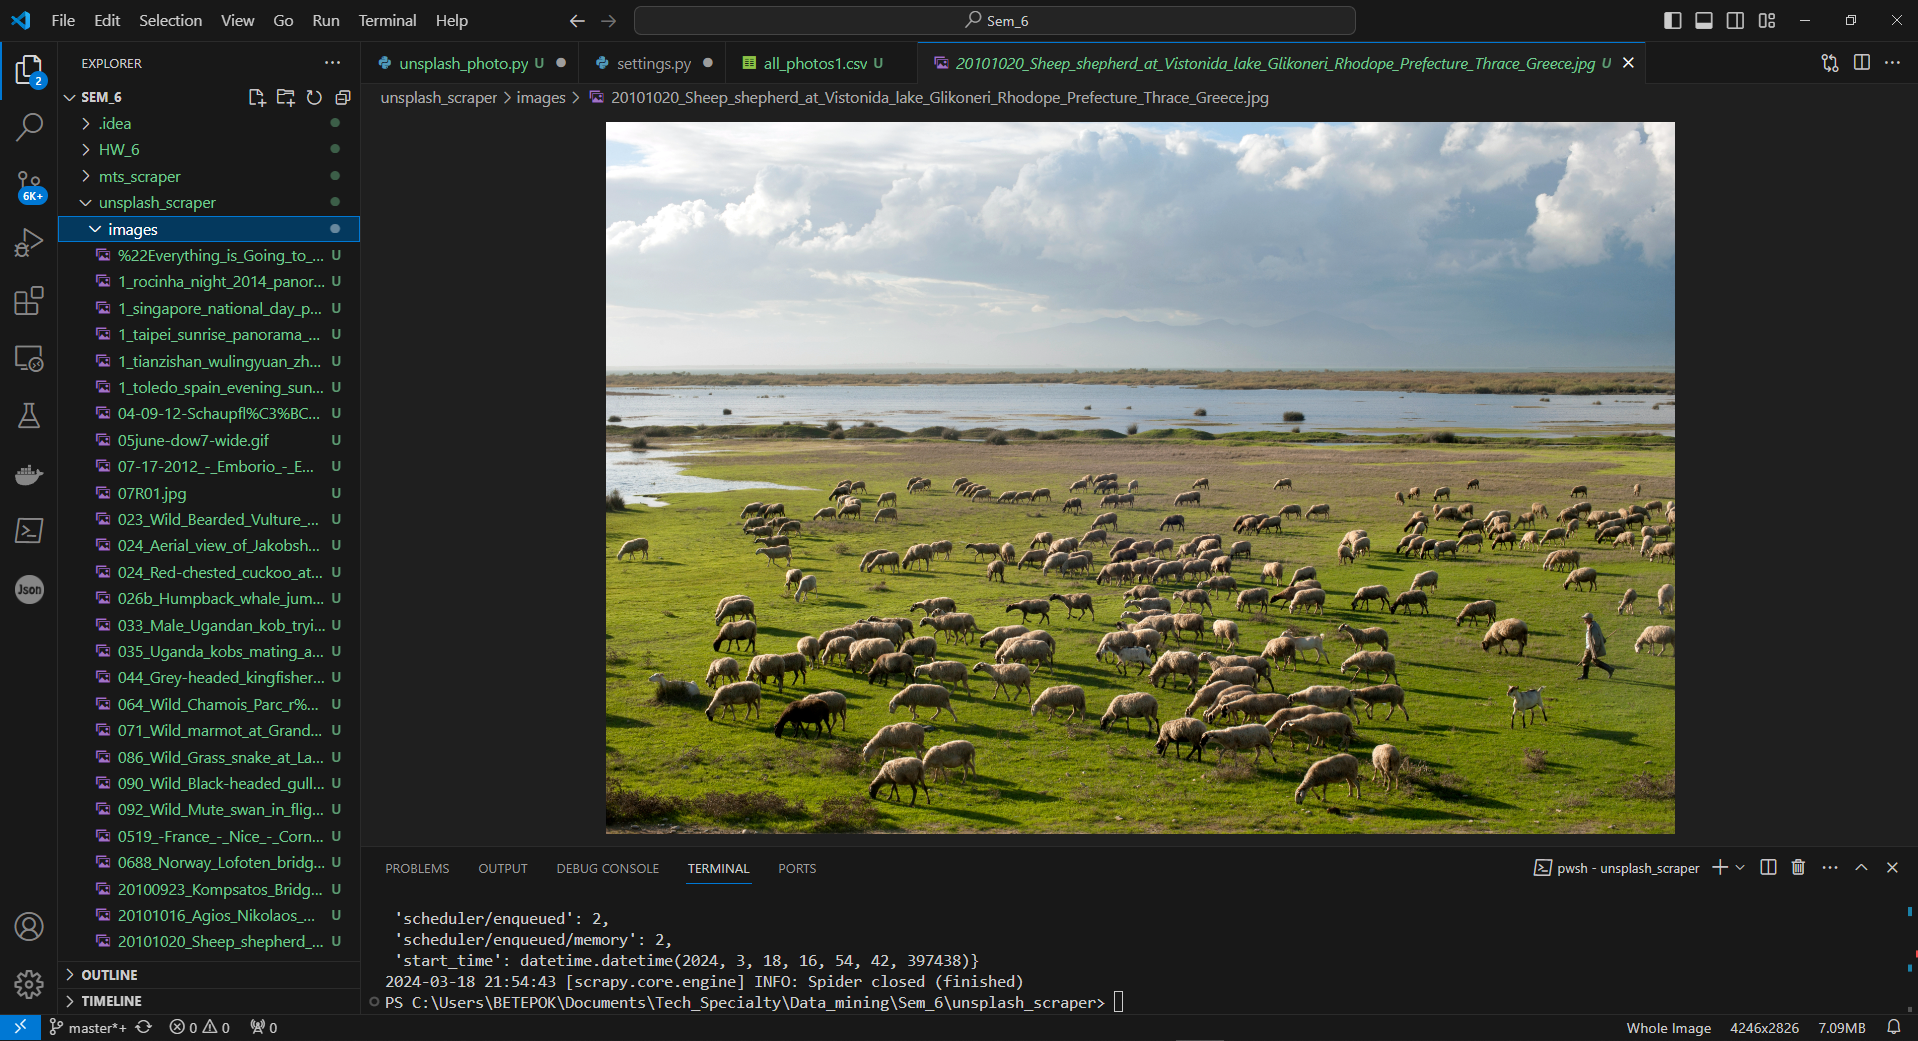 File Edit Selection View Go Run Terminal Help
Sem_6
EXPLORER
unsplash_photo.py U
settings.py
all_photos1.csv U
20101020_Sheep_shepherd_at_Vistonida_lake_Glikoneri_Rhodope_Prefecture_Thrace_Greece.jpg U
unsplash_scraper > images > 20101020_Sheep_shepherd_at_Vistonida_lake_Glikoneri_Rhodope_Prefecture_Thrace_Greece.jpg
2
6K+
Json
SEM_6
.idea
HW_6
mts_scraper
unsplash_scraper
images
%22Everything_is_Going_to_... U
1_rocinha_night_2014_panor... U
1_singapore_national_day_p... U
1_taipei_sunrise_panorama_... U
1_tianzishan_wulingyuan_zh... U
1_toledo_spain_evening_sun... U
04-09-12-Schaupfl%C3%BC... U
05june-dow7-wide.gif U
07-17-2012_-_Emborio_-_E... U
07R01.jpg U
023_Wild_Bearded_Vulture_... U
024_Aerial_view_of_Jakobsh... U
024_Red-chested_cuckoo_at... U
026b_Humpback_whale_jum... U
033_Male_Ugandan_kob_tryi... U
035_Uganda_kobs_mating_a... U
044_Grey-headed_kingfisher... U
064_Wild_Chamois_Parc_r%... U
071_Wild_marmot_at_Grand... U
086_Wild_Grass_snake_at_La... U
090_Wild_Black-headed_gull... U
092_Wild_Mute_swan_in_flig... U
0519_-France_-_Nice_-_Corn... U
0688_Norway_Lofoten_bridg... U
20100923_Kompsatos_Bridg... U
20101016_Agios_Nikolaos_... U
20101020_Sheep_shepherd_... U
OUTLINE
TIMELINE
PROBLEMS OUTPUT DEBUG CONSOLE TERMINAL PORTS
pwsh - unsplash_scraper
'scheduler/enqueued': 2,
'scheduler/enqueued/memory': 2,
'start_time': datetime.datetime(2024, 3, 18, 16, 54, 42, 397438)}
2024-03-18 21:54:43 [scrapy.core.engine] INFO: Spider closed (finished)
PS C:\Users\BETEPOK\Documents\Tech_Specialty\Data_mining\Sem_6\unsplash_scraper>
master*+ 0 0 0
Whole Image 4246x2826 7.09MB